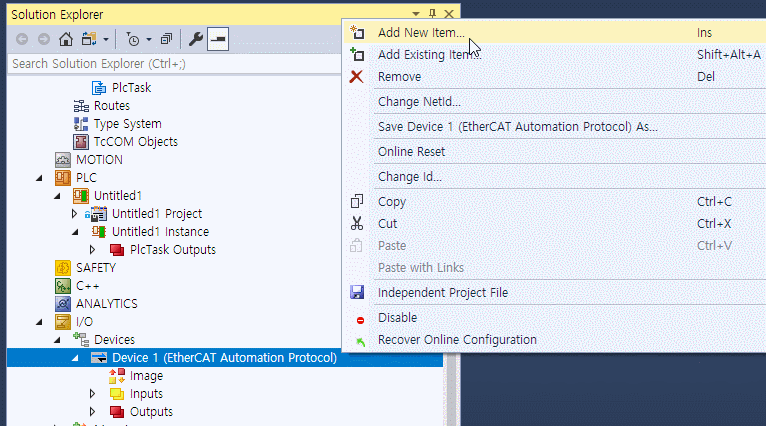 Solution Explorer
Search Solution Explorer (Ctrl+;)
PlcTask
Routes
Type System
TcCOM Objects
MOTION
PLC
Untitled1
Untitled1 Project
Untitled1 Instance
PlcTask Outputs
SAFETY
C++
ANALYTICS
I/O
Devices
Device 1 (EtherCAT Automation Protocol)
Image
Inputs
Outputs
Add New Item... Ins
Add Existing Item... Shift+Alt+A
Remove Del
Change NetId...
Save Device 1 (EtherCAT Automation Protocol) As...
Online Reset
Change Id...
Copy Ctrl+C
Cut Ctrl+X
Paste Ctrl+V
Paste with Links
Independent Project File
Disable
Recover Online Configuration